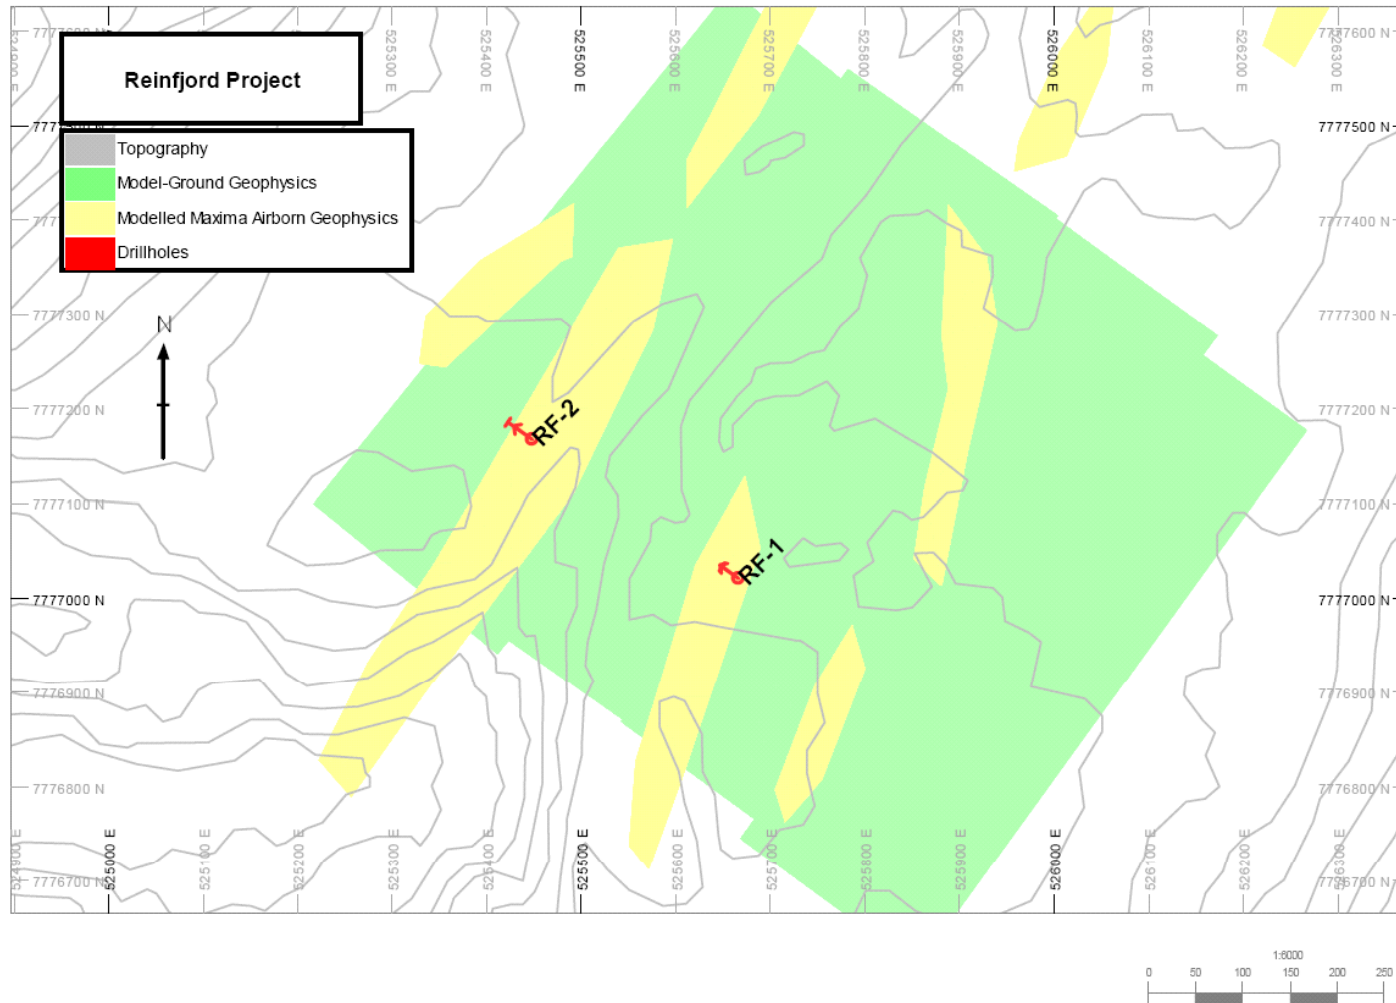 525300 E
525400 E
525500 E
525600 E
525700 E
525800 E
525900 E
526000 E
526100 E
526200 E
526300 E
7777600 N
Reinfjord Project
7777500 N
Topography
Model-Ground Geophysics
Modelled Maxima Airborn Geophysics
Drillholes
7777400 N
7777300 N
7777300 N
N
7777200 N
7777200 N
RF-2
7777100 N
7777100 N
RF-1
7777000 N
7777000 N
7776900 N
7776900 N
7776800 N
7776800 N
7776700 N
7776700 N
524900 E
525000 E
525100 E
525200 E
525300 E
525400 E
525500 E
525600 E
525700 E
525800 E
525900 E
526000 E
526100 E
526200 E
526300 E
1:6000
0 50 100 150 200 250